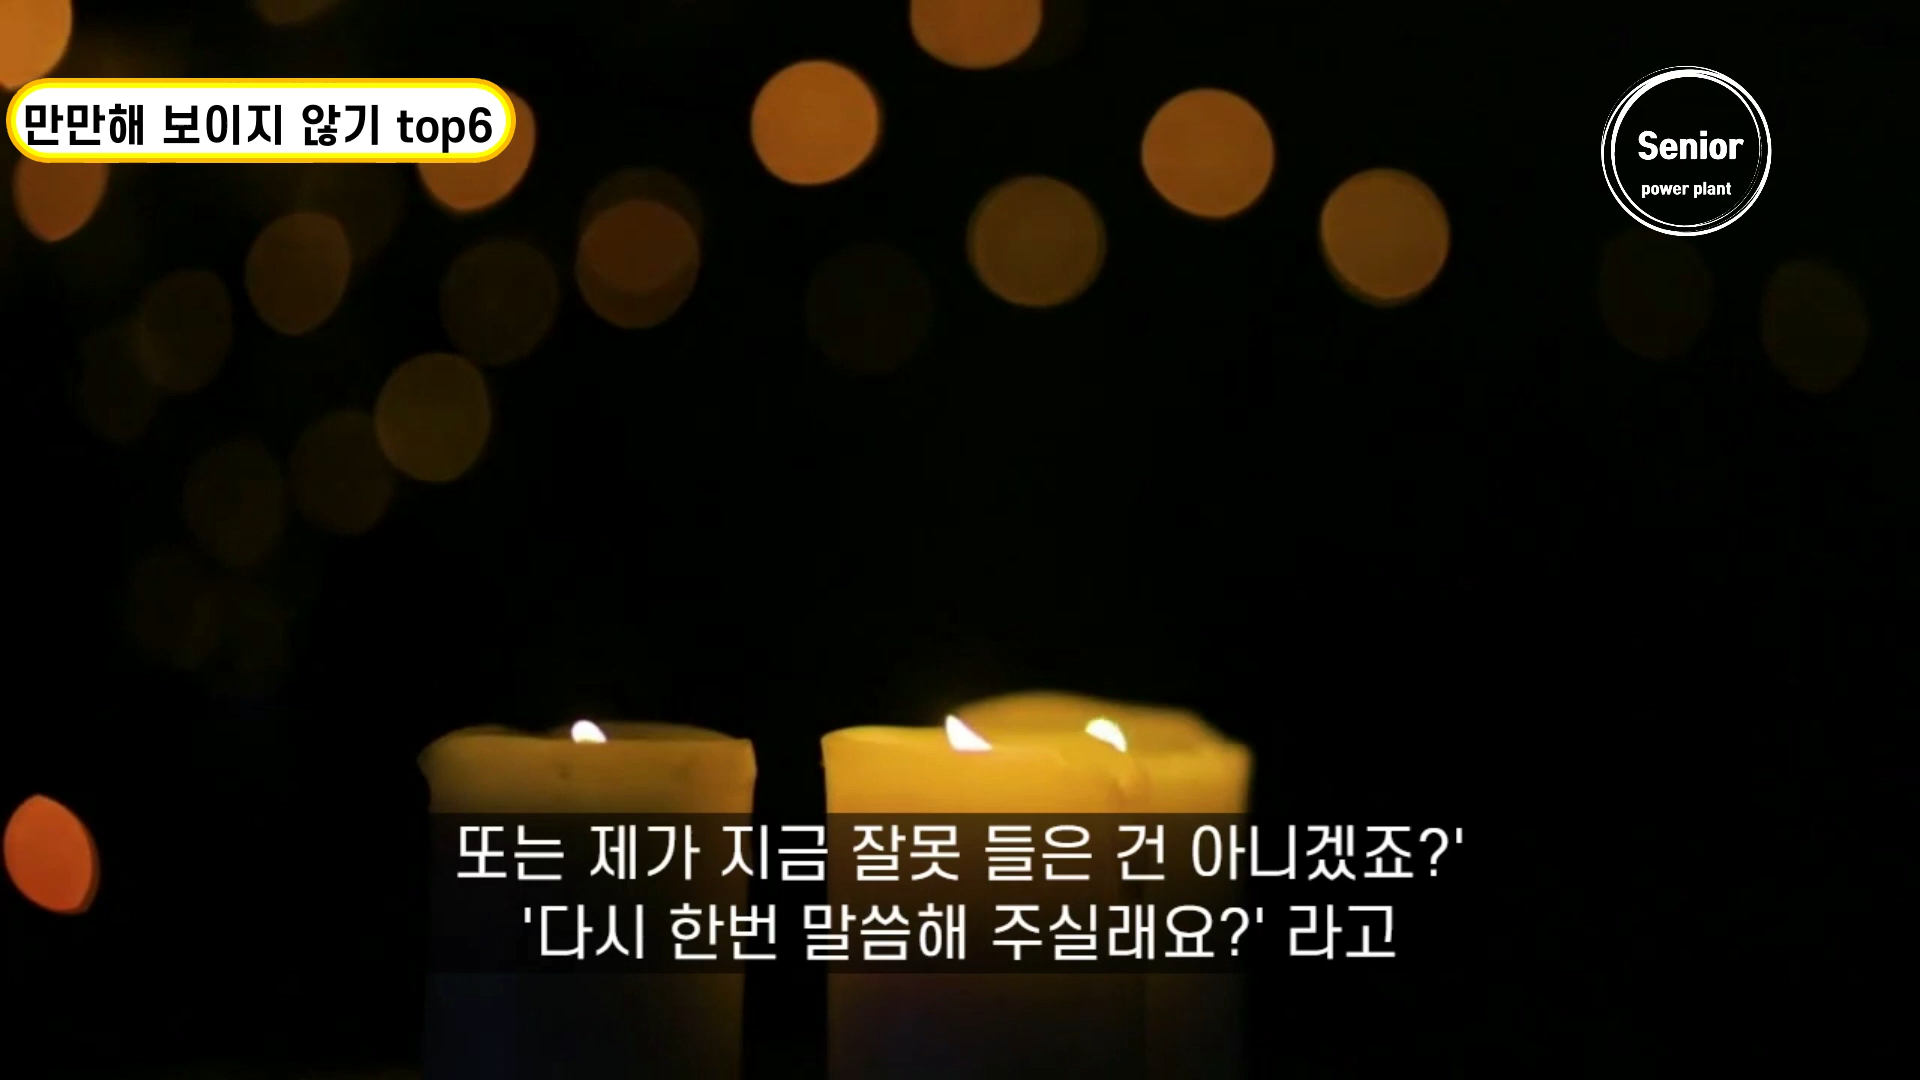 만만해 보이지 않기 top6
Senior
power plant
또는 제가 지금 잘못 들은 건 아니겠죠?'
'다시 한번 말씀해 주실래요?' 라고